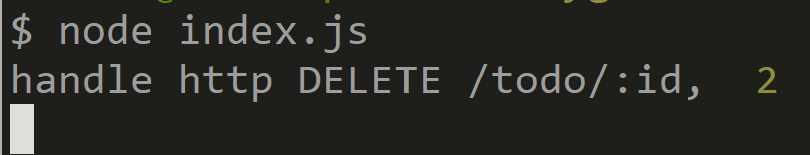 $ node index.js
handle http DELETE /todo/:id,  2